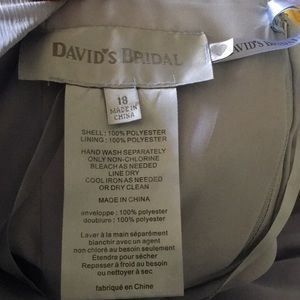 DAVID'S BRIDAL
DAVID'S BRIDAL
18
MADE IN
CHINA
SHELL: 100% POLYESTER
LINING: 100% POLYESTER
HAND WASH SEPARATELY
ONLY NON-CHLORINE
BLEACH AS NEEDED
LINE DRY
COOL IRON AS NEEDED
OR DRY CLEAN
MADE IN CHINA
enveloppe: 100% polyester
doublure: 100% polyester
Laver à la main séparément
blanchir avec un agent
non chloré au besoin seulement.
Étendre pour sécher
Repasser à froid au besoin
ou nettoyer à sec
fabriqué en Chine